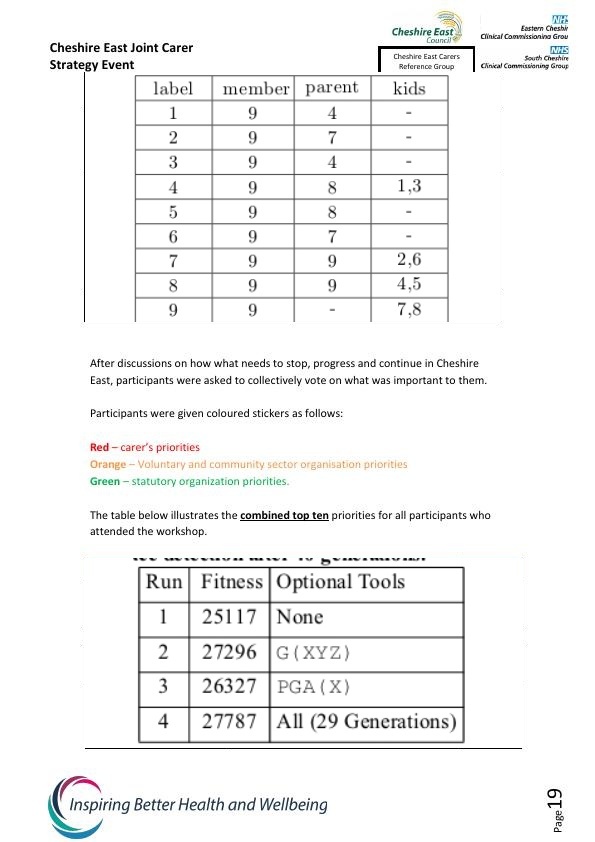 Cheshire East Joint Carer
Strategy Event
Cheshire East
Council
Cheshire East Carers
Reference Group
NHS
Eastern Cheshir
Clinical Commissioning Grou
NHS
South Cheshire
Clinical Commissioning Group
label member parent kids
1 9 4 -
2 9 7 -
3 9 4 -
4 9 8 1,3
5 9 8 -
6 9 7 -
7 9 9 2,6
8 9 9 4,5
9 9 - 7,8
After discussions on how what needs to stop, progress and continue in Cheshire
East, participants were asked to collectively vote on what was important to them.
Participants were given coloured stickers as follows:
Red – carer's priorities
Orange – Voluntary and community sector organisation priorities
Green – statutory organization priorities.
The table below illustrates the combined top ten priorities for all participants who
attended the workshop.
Run Fitness Optional Tools
1 25117 None
2 27296 G(XYZ)
3 26327 PGA(X)
4 27787 All (29 Generations)
Inspiring Better Health and Wellbeing
Page19